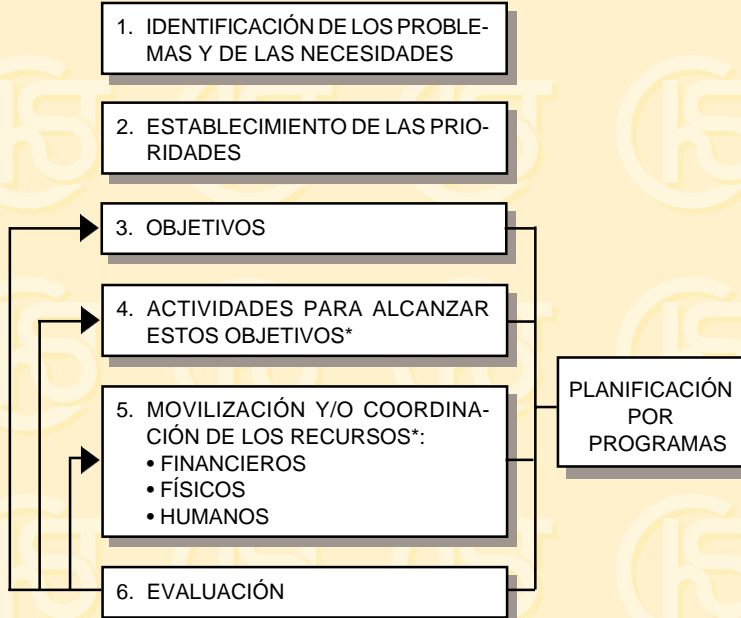 1. IDENTIFICACIÓN DE LOS PROBLE-
MAS Y DE LAS NECESIDADES
2. ESTABLECIMIENTO DE LAS PRIO-
RIDADES
3. OBJETIVOS
4. ACTIVIDADES PARA ALCANZAR
ESTOS OBJETIVOS*
5. MOVILIZACIÓN Y/O COORDINA-
CIÓN DE LOS RECURSOS*:
• FINANCIEROS
• FÍSICOS
• HUMANOS
6. EVALUACIÓN
PLANIFICACIÓN
POR
PROGRAMAS